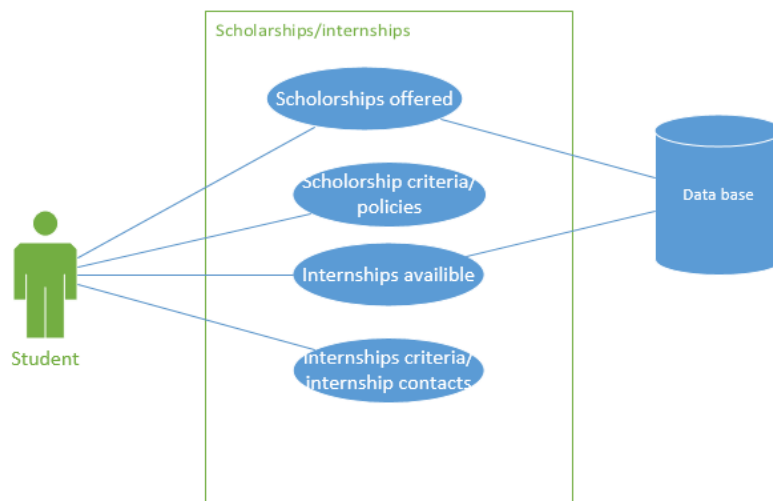 Scholarships/internships
Scholorships offered
Scholorship criteria/
policies
Data base
Internships availible
Student
Internships criteria/
internship contacts